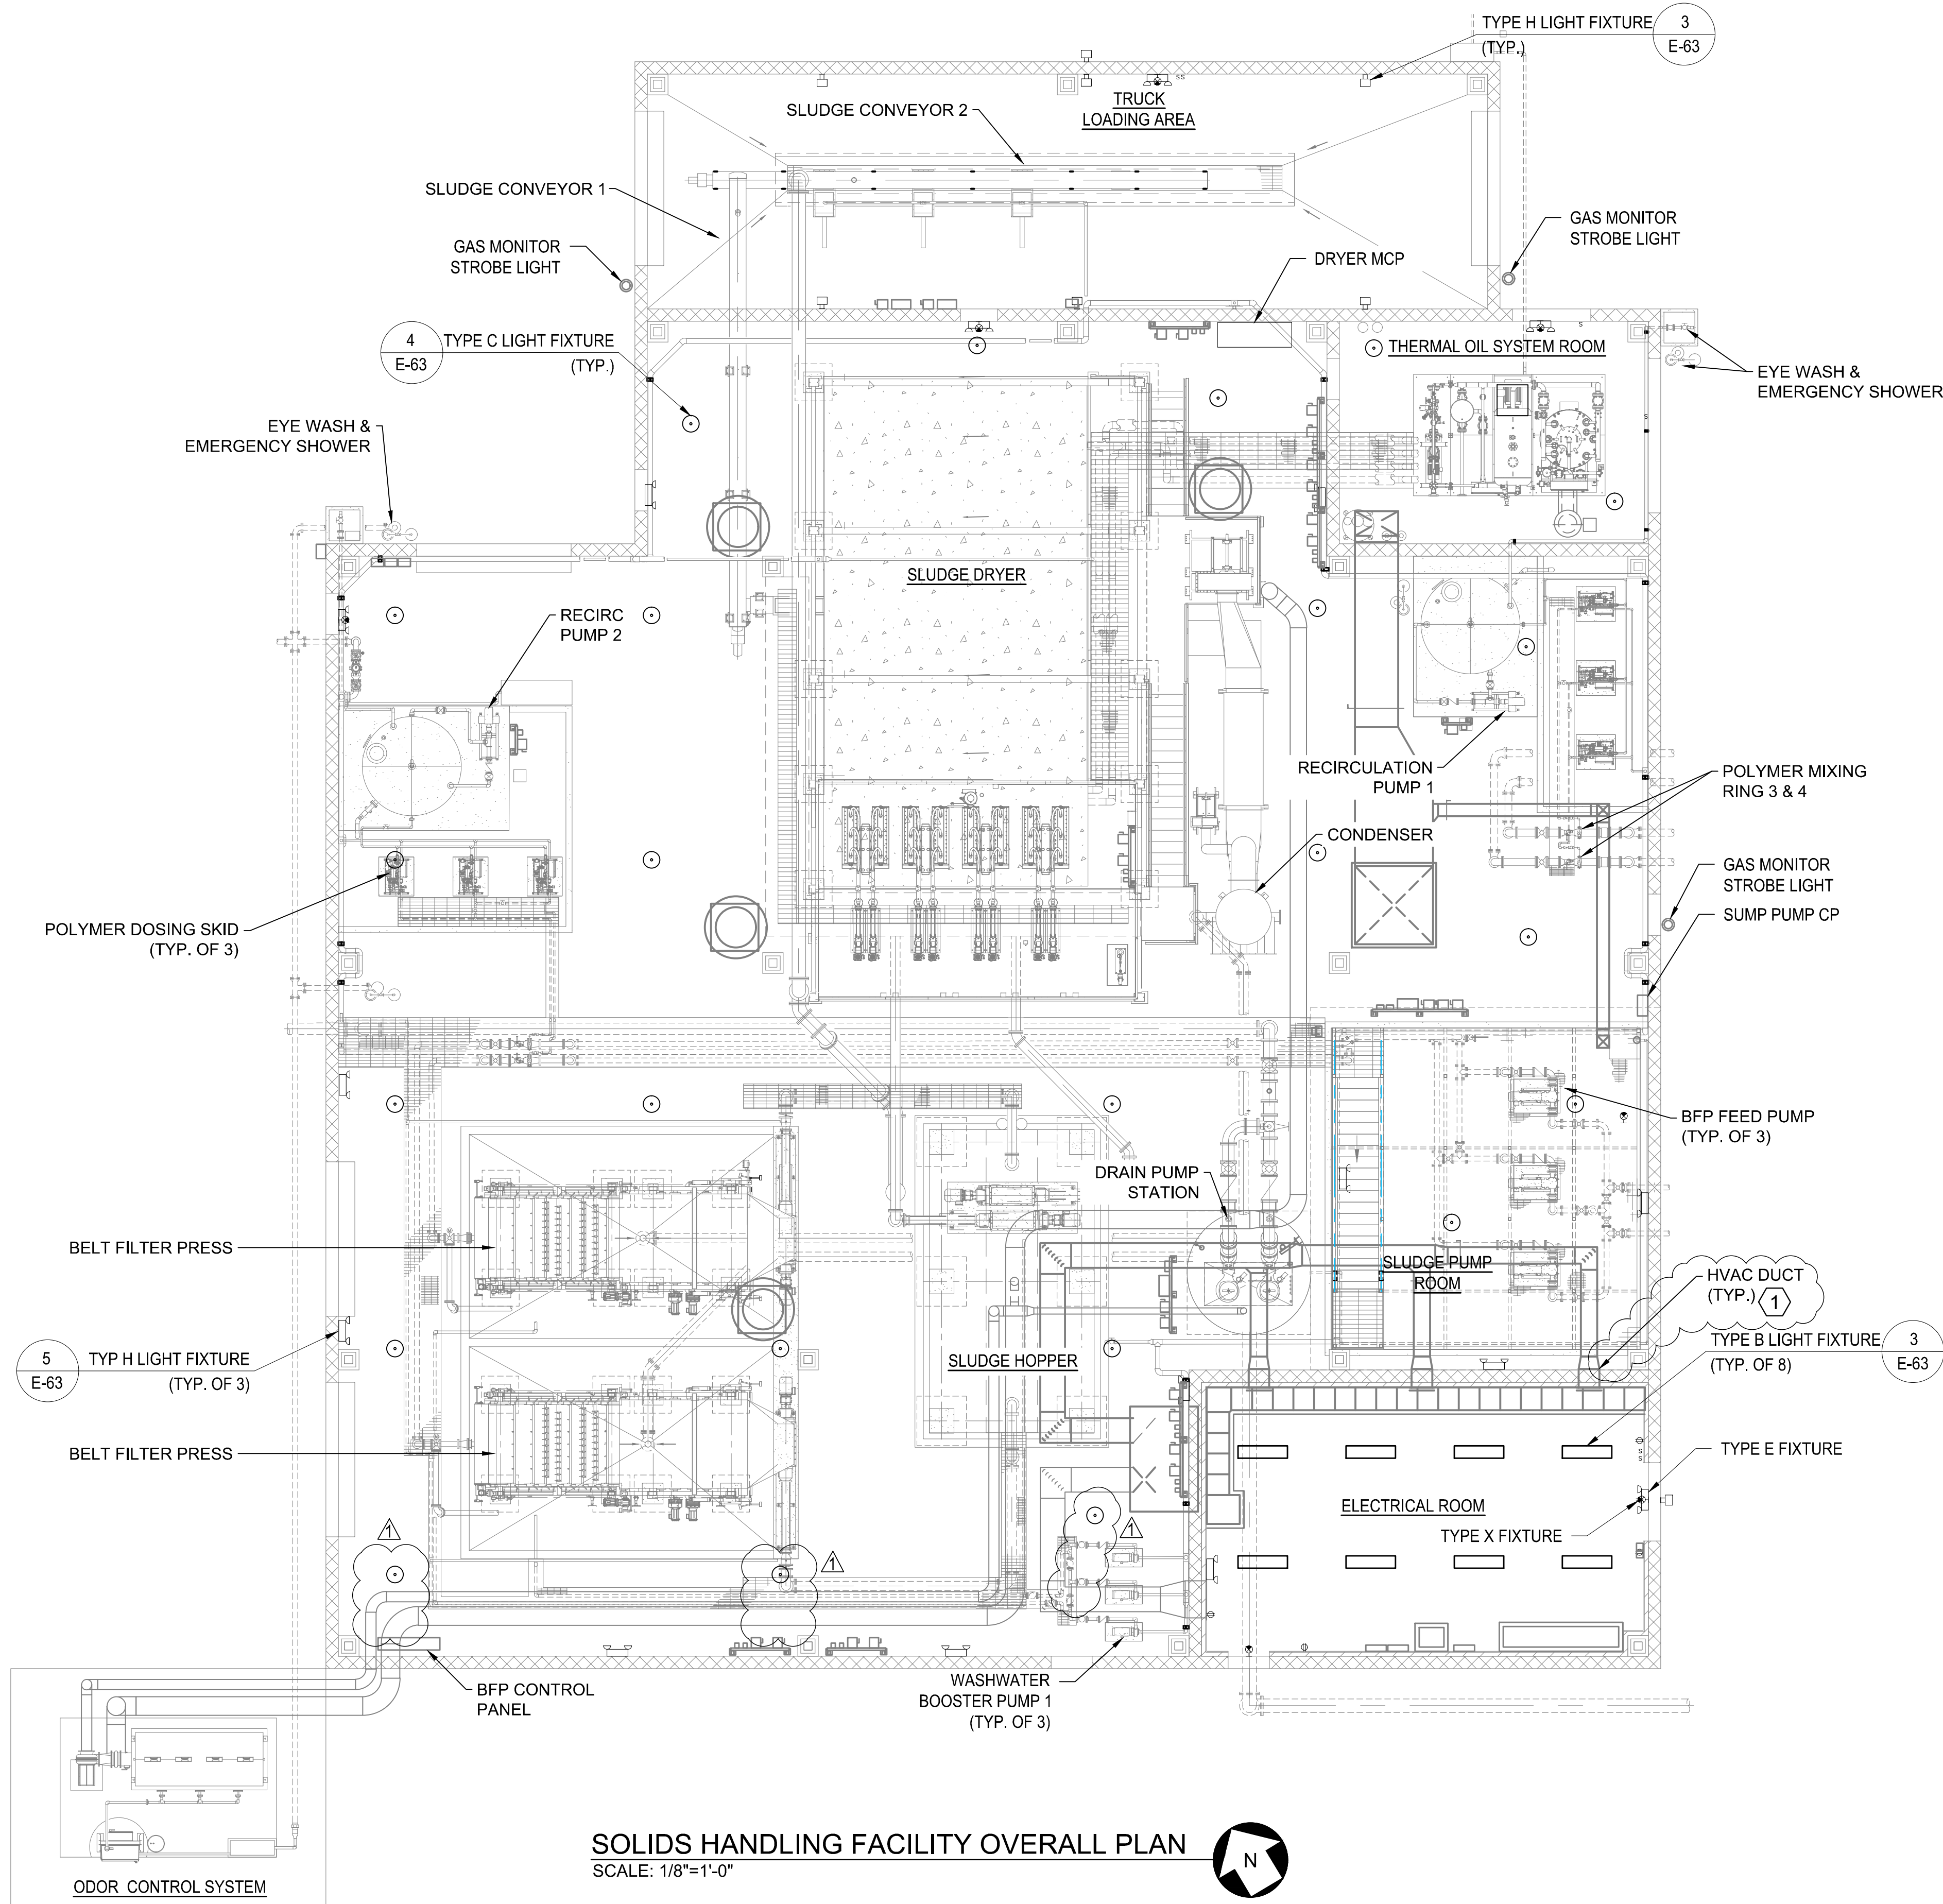 TYPE H LIGHT FIXTURE
(TYP.)
3
E-63
SS
TRUCK
LOADING AREA
SLUDGE CONVEYOR 2
SLUDGE CONVEYOR 1
GAS MONITOR
STROBE LIGHT
GAS MONITOR
STROBE LIGHT
DRYER MCP
4
E-63
TYPE C LIGHT FIXTURE
(TYP.)
S
THERMAL OIL SYSTEM ROOM
EYE WASH &
EMERGENCY SHOWER
EYE WASH &
EMERGENCY SHOWER
S
SLUDGE DRYER
RECIRC
PUMP 2
RECIRCULATION
PUMP 1
POLYMER MIXING
RING 3 & 4
CONDENSER
GAS MONITOR
STROBE LIGHT
SUMP PUMP CP
POLYMER DOSING SKID
(TYP. OF 3)
BFP FEED PUMP
(TYP. OF 3)
DRAIN PUMP
STATION
BELT FILTER PRESS
SLUDGE PUMP
ROOM
HVAC DUCT
(TYP.)
1
TYPE B LIGHT FIXTURE
(TYP. OF 8)
3
E-63
5
E-63
TYP H LIGHT FIXTURE
(TYP. OF 3)
SLUDGE HOPPER
BELT FILTER PRESS
S
S
TYPE E FIXTURE
ELECTRICAL ROOM
TYPE X FIXTURE
1
1
1
BFP CONTROL
PANEL
WASHWATER
BOOSTER PUMP 1
(TYP. OF 3)
SOLIDS HANDLING FACILITY OVERALL PLAN
SCALE: 1/8"=1'-0"
N
ODOR CONTROL SYSTEM